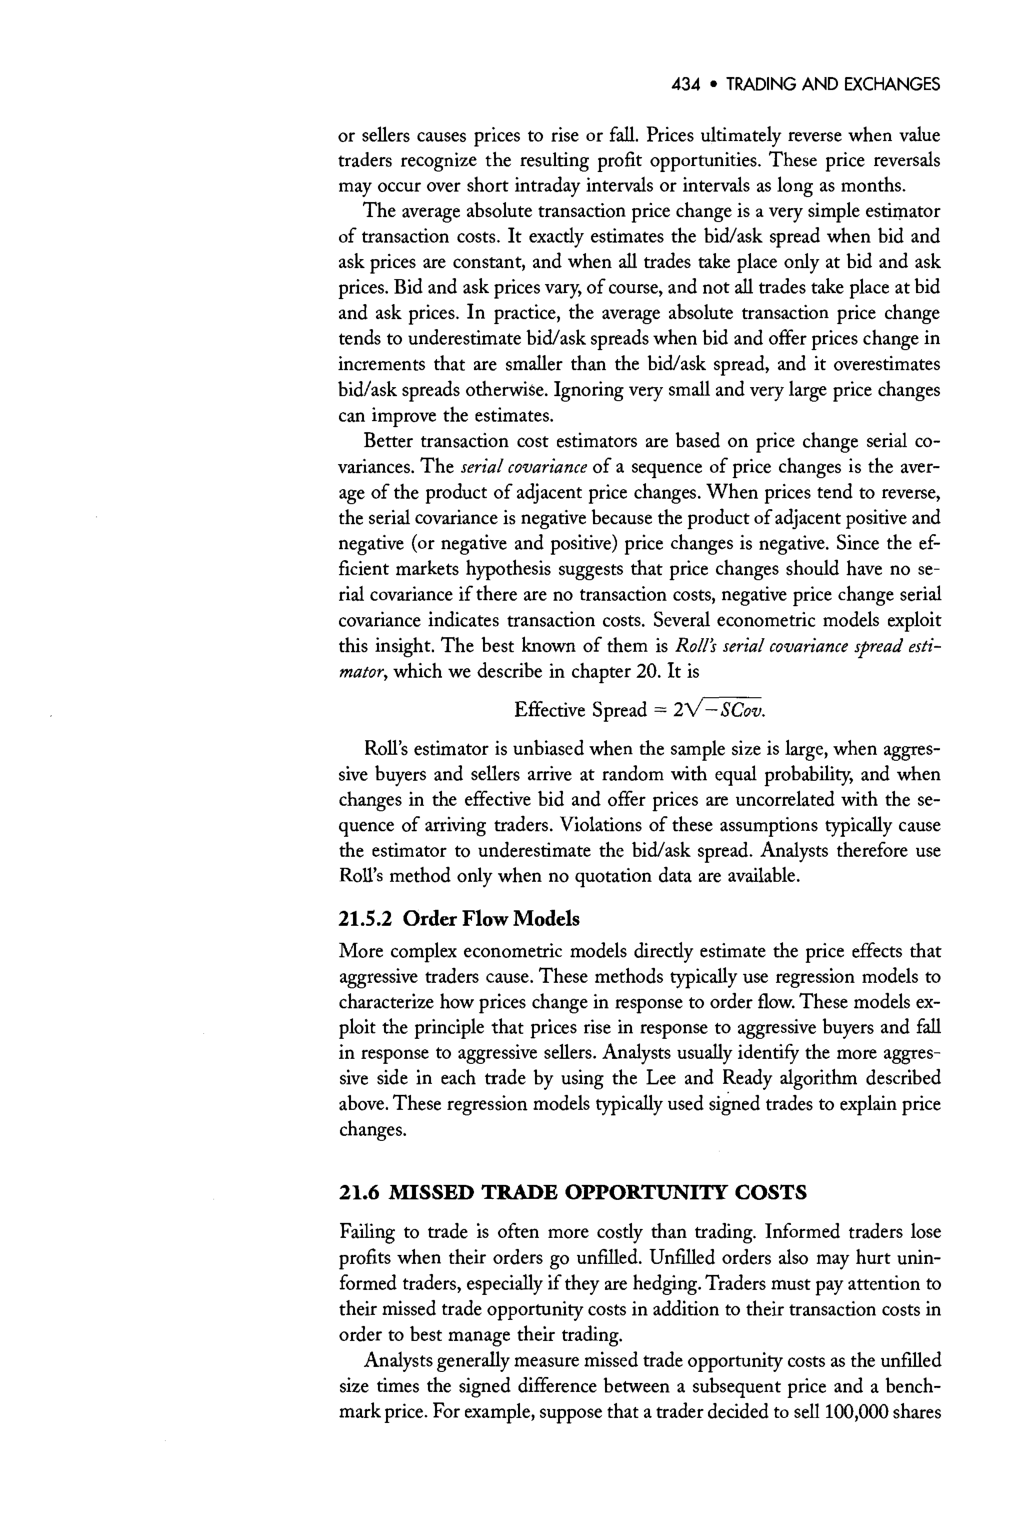 434 • TRADING AND EXCHANGES
or sellers causes prices to rise or fall. Prices ultimately reverse when value
traders recognize the resulting profit opportunities. These price reversals
may occur over short intraday intervals or intervals as long as months.
The average absolute transaction price change is a very simple estimator
of transaction costs. It exactly estimates the bid/ask spread when bid and
ask prices are constant, and when all trades take place only at bid and ask
prices. Bid and ask prices vary, of course, and not all trades take place at bid
and ask prices. In practice, the average absolute transaction price change
tends to underestimate bid/ask spreads when bid and offer prices change in
increments that are smaller than the bid/ask spread, and it overestimates
bid/ask spreads otherwise. Ignoring very small and very large price changes
can improve the estimates.
Better transaction cost estimators are based on price change serial co-
variances. The serial covariance of a sequence of price changes is the aver-
age of the product of adjacent price changes. When prices tend to reverse,
the serial covariance is negative because the product of adjacent positive and
negative (or negative and positive) price changes is negative. Since the ef-
ficient markets hypothesis suggests that price changes should have no se-
rial covariance if there are no transaction costs, negative price change serial
covariance indicates transaction costs. Several econometric models exploit
this insight. The best known of them is Roll's serial covariance spread esti-
mator, which we describe in chapter 20. It is
Effective Spread = 2√−SCov.
Roll's estimator is unbiased when the sample size is large, when aggres-
sive buyers and sellers arrive at random with equal probability, and when
changes in the effective bid and offer prices are uncorrelated with the se-
quence of arriving traders. Violations of these assumptions typically cause
the estimator to underestimate the bid/ask spread. Analysts therefore use
Roll's method only when no quotation data are available.
21.5.2 Order Flow Models
More complex econometric models directly estimate the price effects that
aggressive traders cause. These methods typically use regression models to
characterize how prices change in response to order flow. These models ex-
ploit the principle that prices rise in response to aggressive buyers and fall
in response to aggressive sellers. Analysts usually identify the more aggres-
sive side in each trade by using the Lee and Ready algorithm described
above. These regression models typically used signed trades to explain price
changes.
21.6 MISSED TRADE OPPORTUNITY COSTS
Failing to trade is often more costly than trading. Informed traders lose
profits when their orders go unfilled. Unfilled orders also may hurt unin-
formed traders, especially if they are hedging. Traders must pay attention to
their missed trade opportunity costs in addition to their transaction costs in
order to best manage their trading.
Analysts generally measure missed trade opportunity costs as the unfilled
size times the signed difference between a subsequent price and a bench-
mark price. For example, suppose that a trader decided to sell 100,000 shares